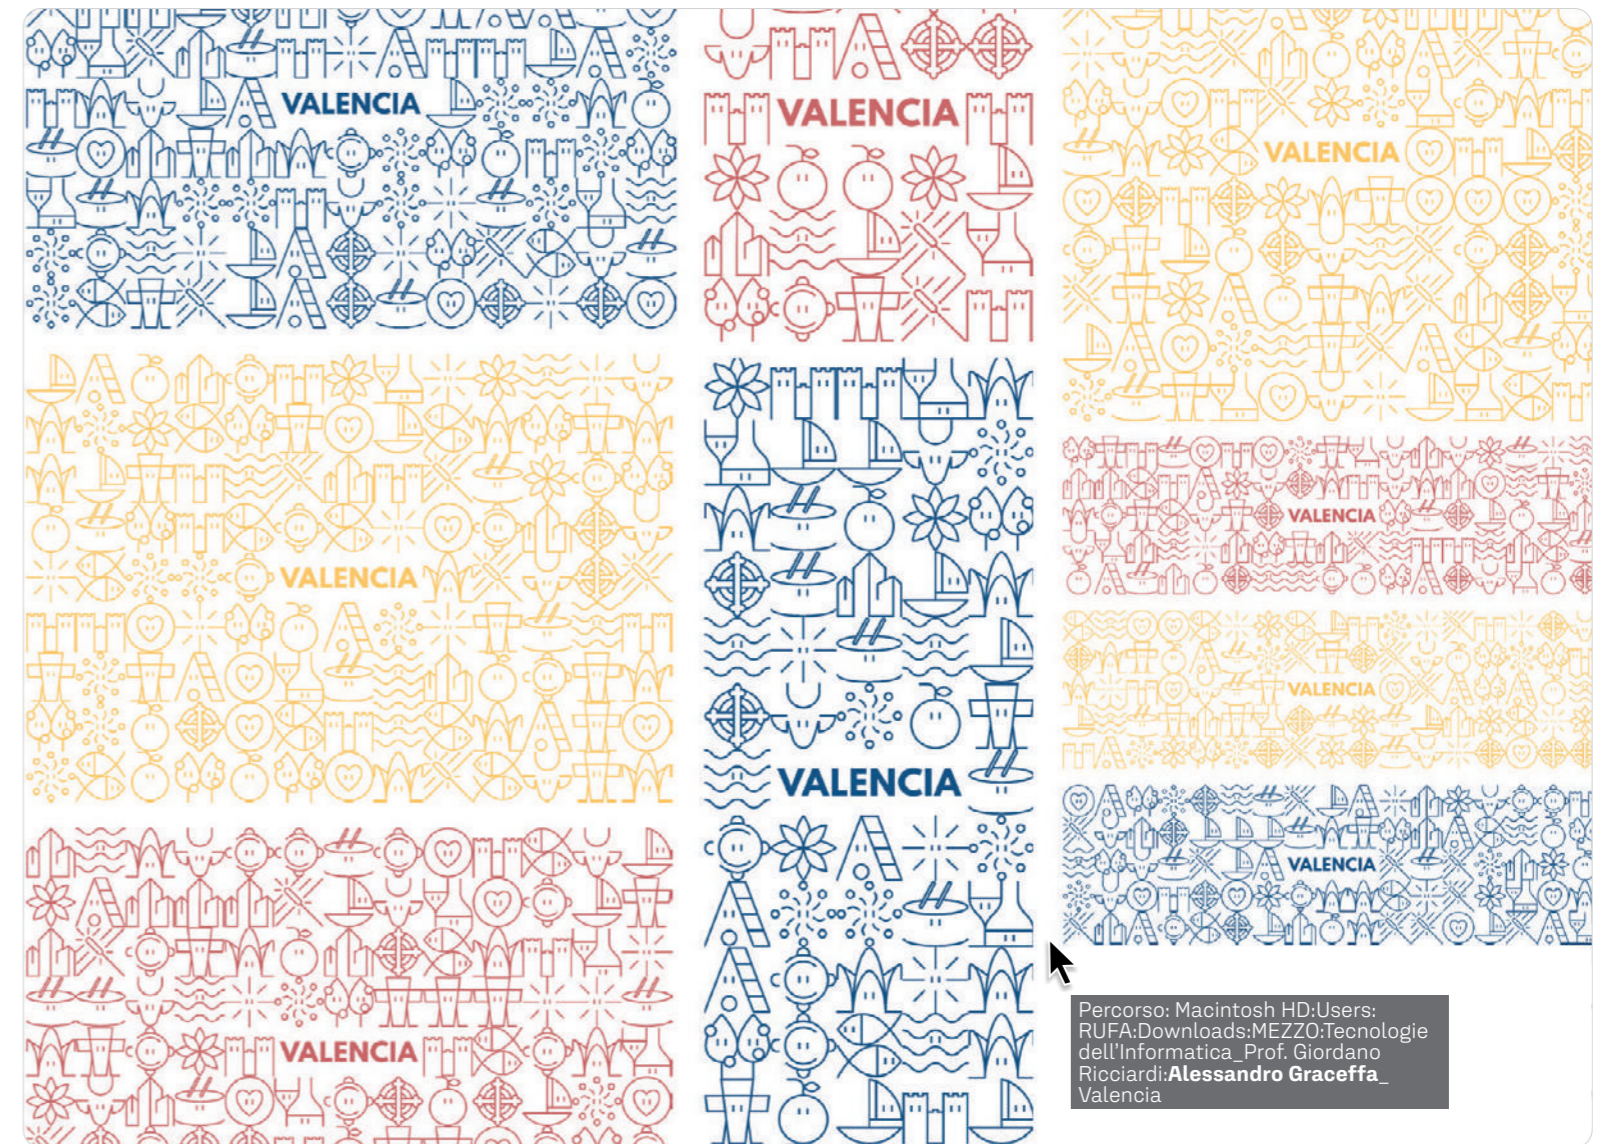 VALENCIA
VALENCIA
VALENCIA
VALENCIA
VALENCIA
VALENCIA
VALENCIA
VALENCIA
VALENCIA
Percorso: Macintosh HD:Users:
RUFA:Downloads:MEZZO:Tecnologie
dell'Informatica_Prof. Giordano
Ricciardi:Alessandro Graceffa_
Valencia